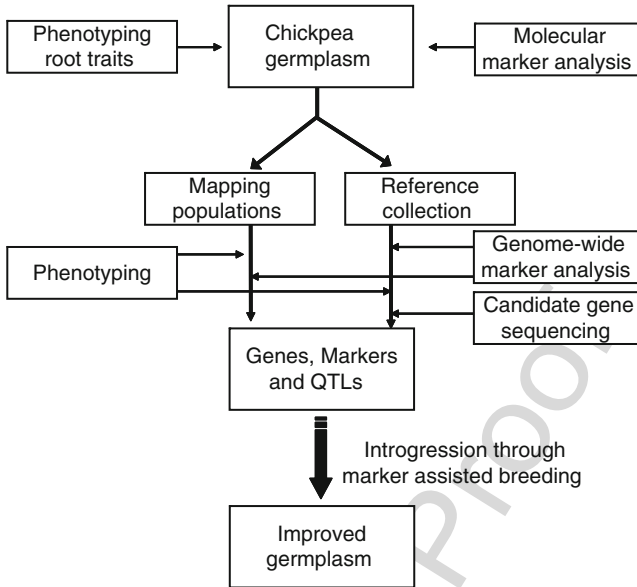 Phenotyping
root traits
Chickpea
germplasm
Molecular
marker analysis
Mapping
populations
Reference
collection
Phenotyping
Genome-wide
marker analysis
Candidate gene
sequencing
Genes, Markers
and QTLs
Introgression through
marker assisted breeding
Improved
germplasm
Proof